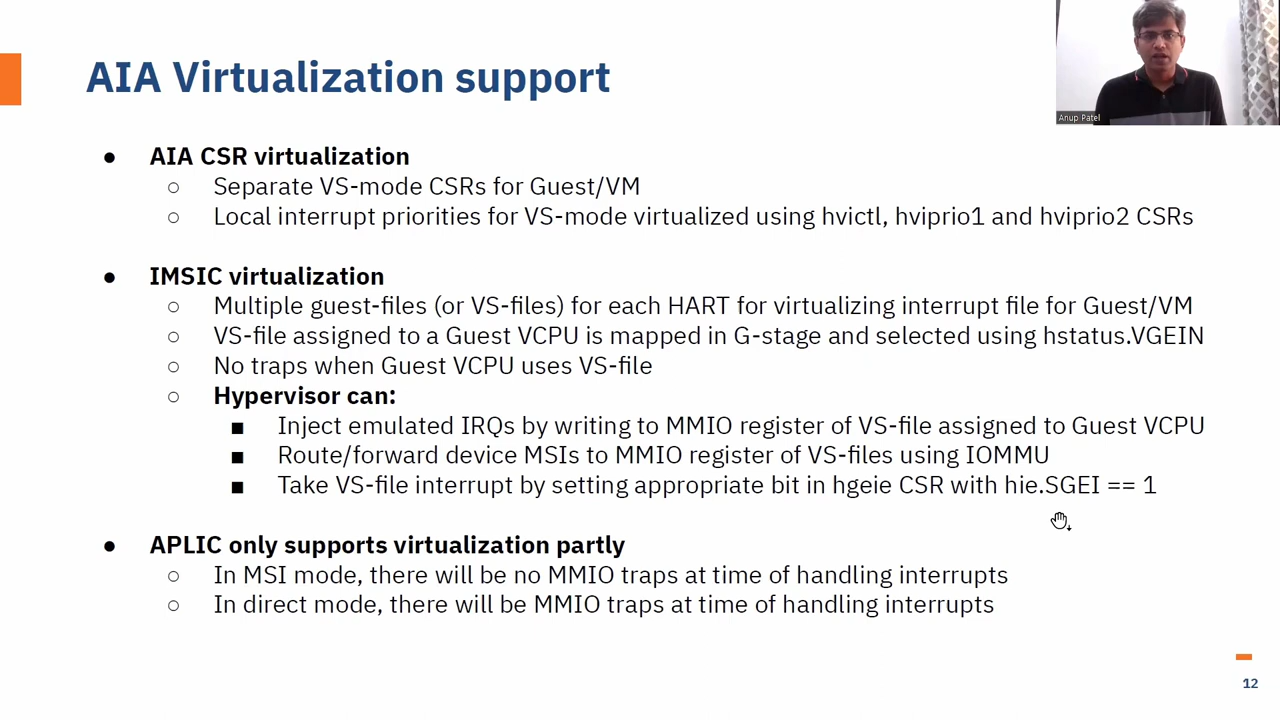 AIA Virtualization support
Anup Patel
● AIA CSR virtualization
○ Separate VS-mode CSRs for Guest/VM
○ Local interrupt priorities for VS-mode virtualized using hvictl, hviprio1 and hviprio2 CSRs
● IMSIC virtualization
○ Multiple guest-files (or VS-files) for each HART for virtualizing interrupt file for Guest/VM
○ VS-file assigned to a Guest VCPU is mapped in G-stage and selected using hstatus.VGEIN
○ No traps when Guest VCPU uses VS-file
○ Hypervisor can:
■ Inject emulated IRQs by writing to MMIO register of VS-file assigned to Guest VCPU
■ Route/forward device MSIs to MMIO register of VS-files using IOMMU
■ Take VS-file interrupt by setting appropriate bit in hgeie CSR with hie.SGEI == 1
● APLIC only supports virtualization partly
○ In MSI mode, there will be no MMIO traps at time of handling interrupts
○ In direct mode, there will be MMIO traps at time of handling interrupts
12